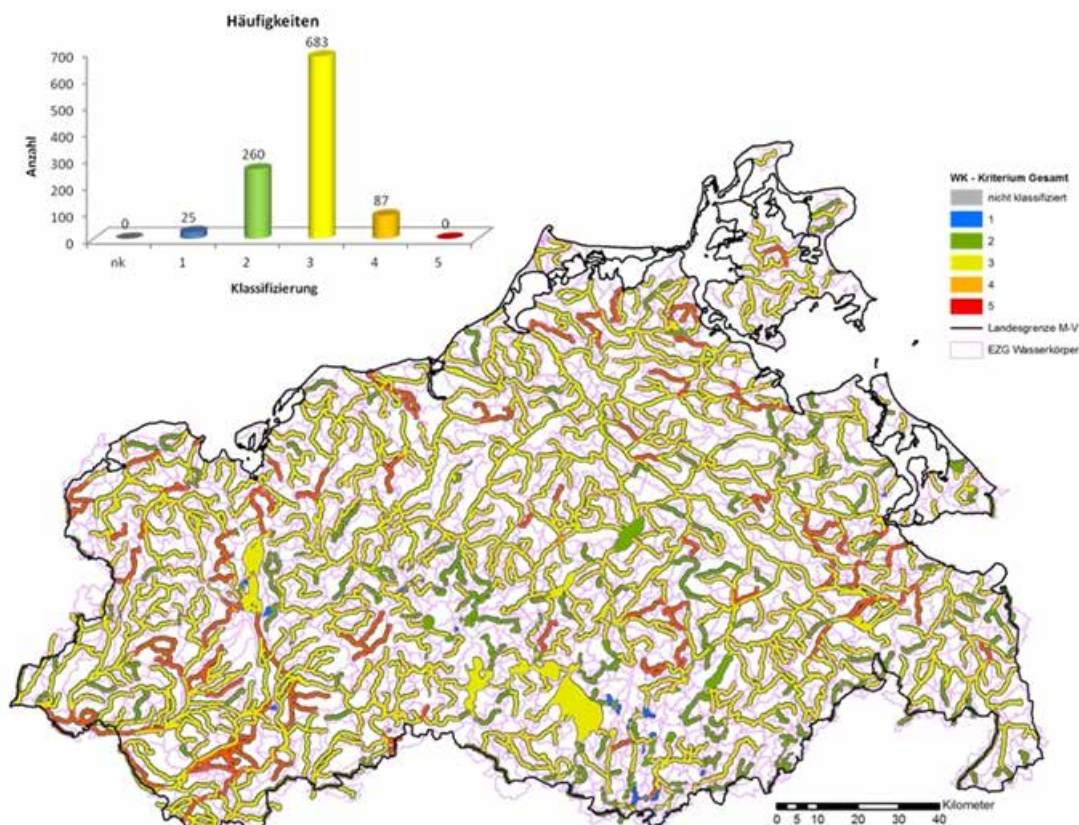 Häufigkeiten
683
700
600
500
400
300
200
100
0
Anzahl
0
25
260
87
0
nk
1
2
3
4
5
Klassifizierung
WK - Kriterium Gesamt
nicht klassifiziert
1
2
3
4
5
Landesgrenze M-V
EZG Wasserkörper
Kilometer
0 5 10 20 30 40